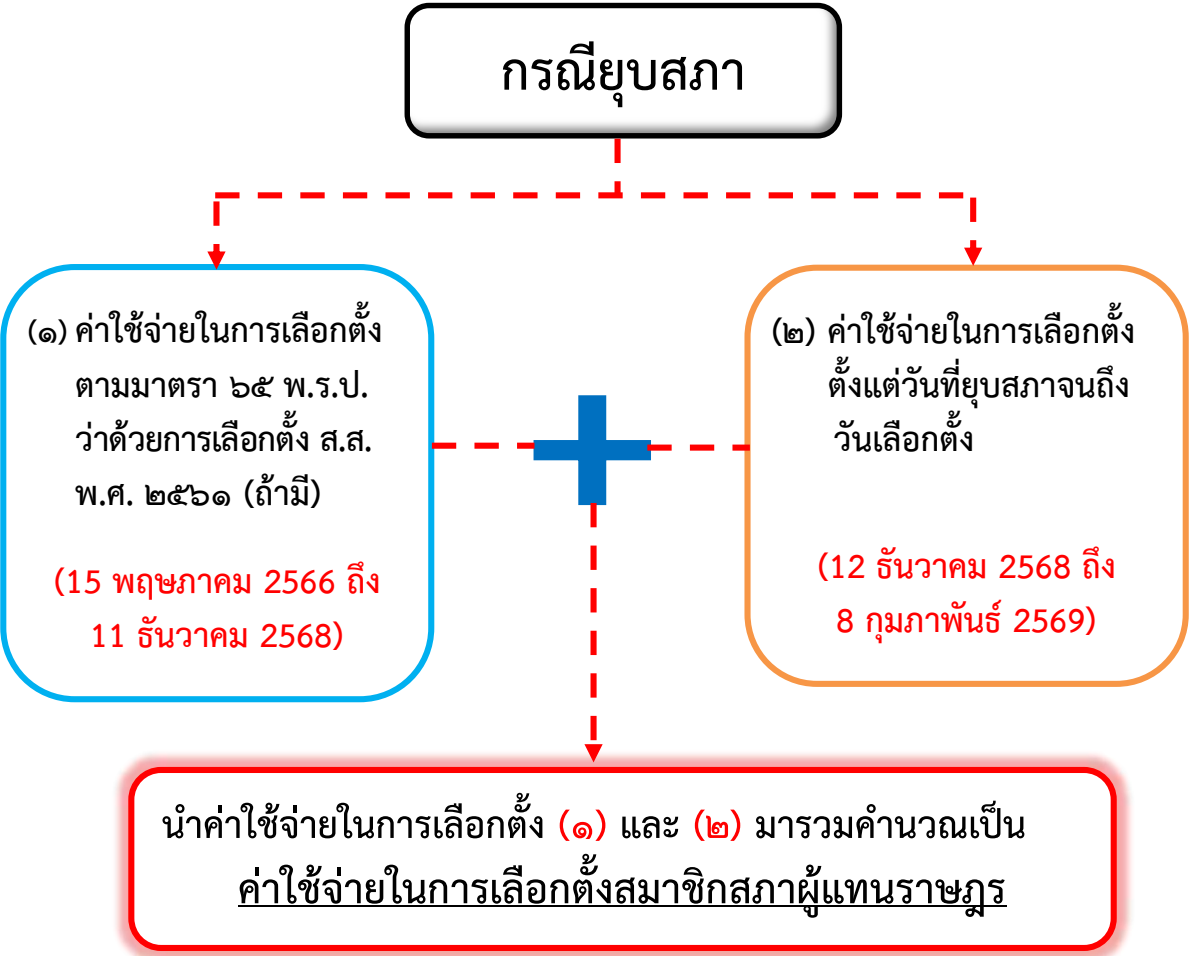 กรณียุบสภา
(๑) ค่าใช้จ่ายในการเลือกตั้ง
ตามมาตรา ๖๕ พ.ร.ป.
ว่าด้วยการเลือกตั้ง ส.ส.
พ.ศ. ๒๕๖๑ (ถ้ามี)
(15 พฤษภาคม 2566 ถึง
11 ธันวาคม 2568)
(๒) ค่าใช้จ่ายในการเลือกตั้ง
ตั้งแต่วันที่ยุบสภาจนถึง
วันเลือกตั้ง
(12 ธันวาคม 2568 ถึง
8 กุมภาพันธ์ 2569)
นำค่าใช้จ่ายในการเลือกตั้ง (๑) และ (๒) มารวมคำนวณเป็น
ค่าใช้จ่ายในการเลือกตั้งสมาชิกสภาผู้แทนราษฎร